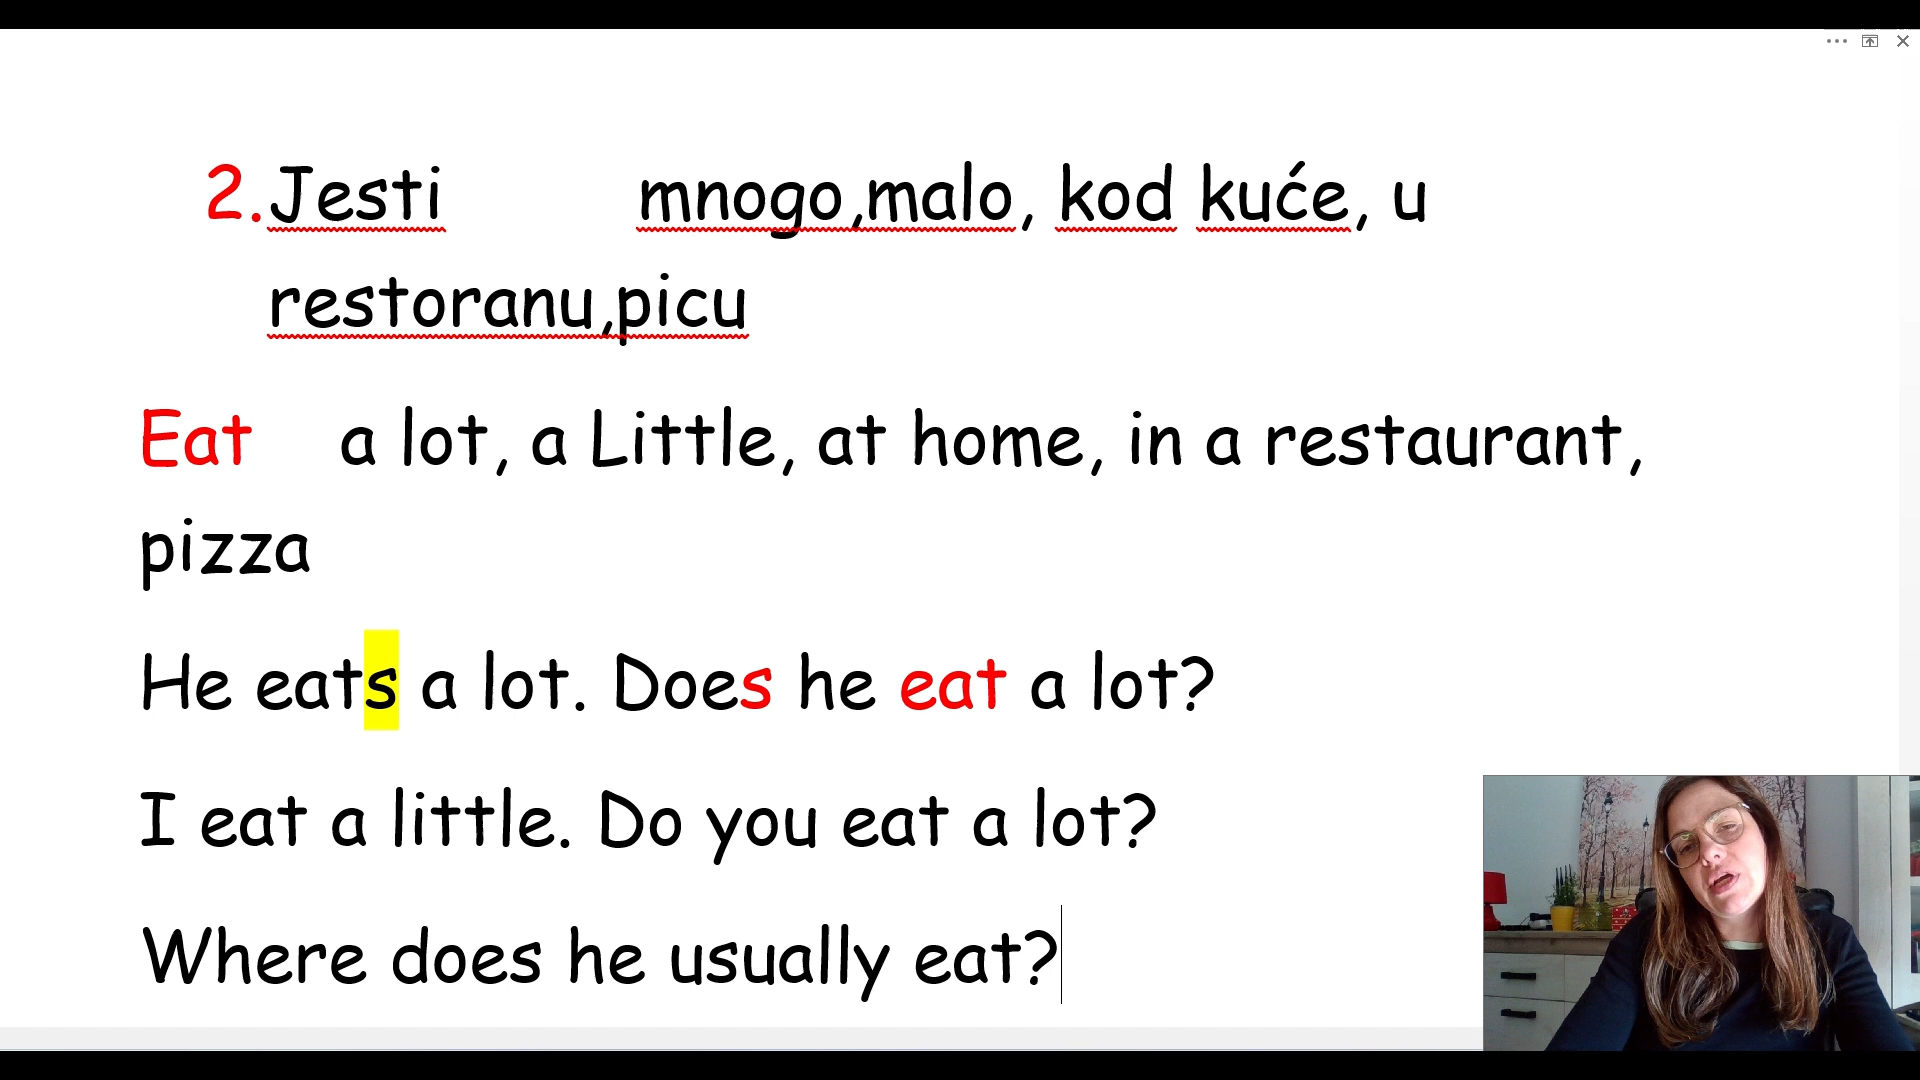 2.Jesti mnogo,malo, kod kuće, u
restoranu,picu
Eat a lot, a Little, at home, in a restaurant,
pizza
He eats a lot. Does he eat a lot?
I eat a little. Do you eat a lot?
Where does he usually eat?